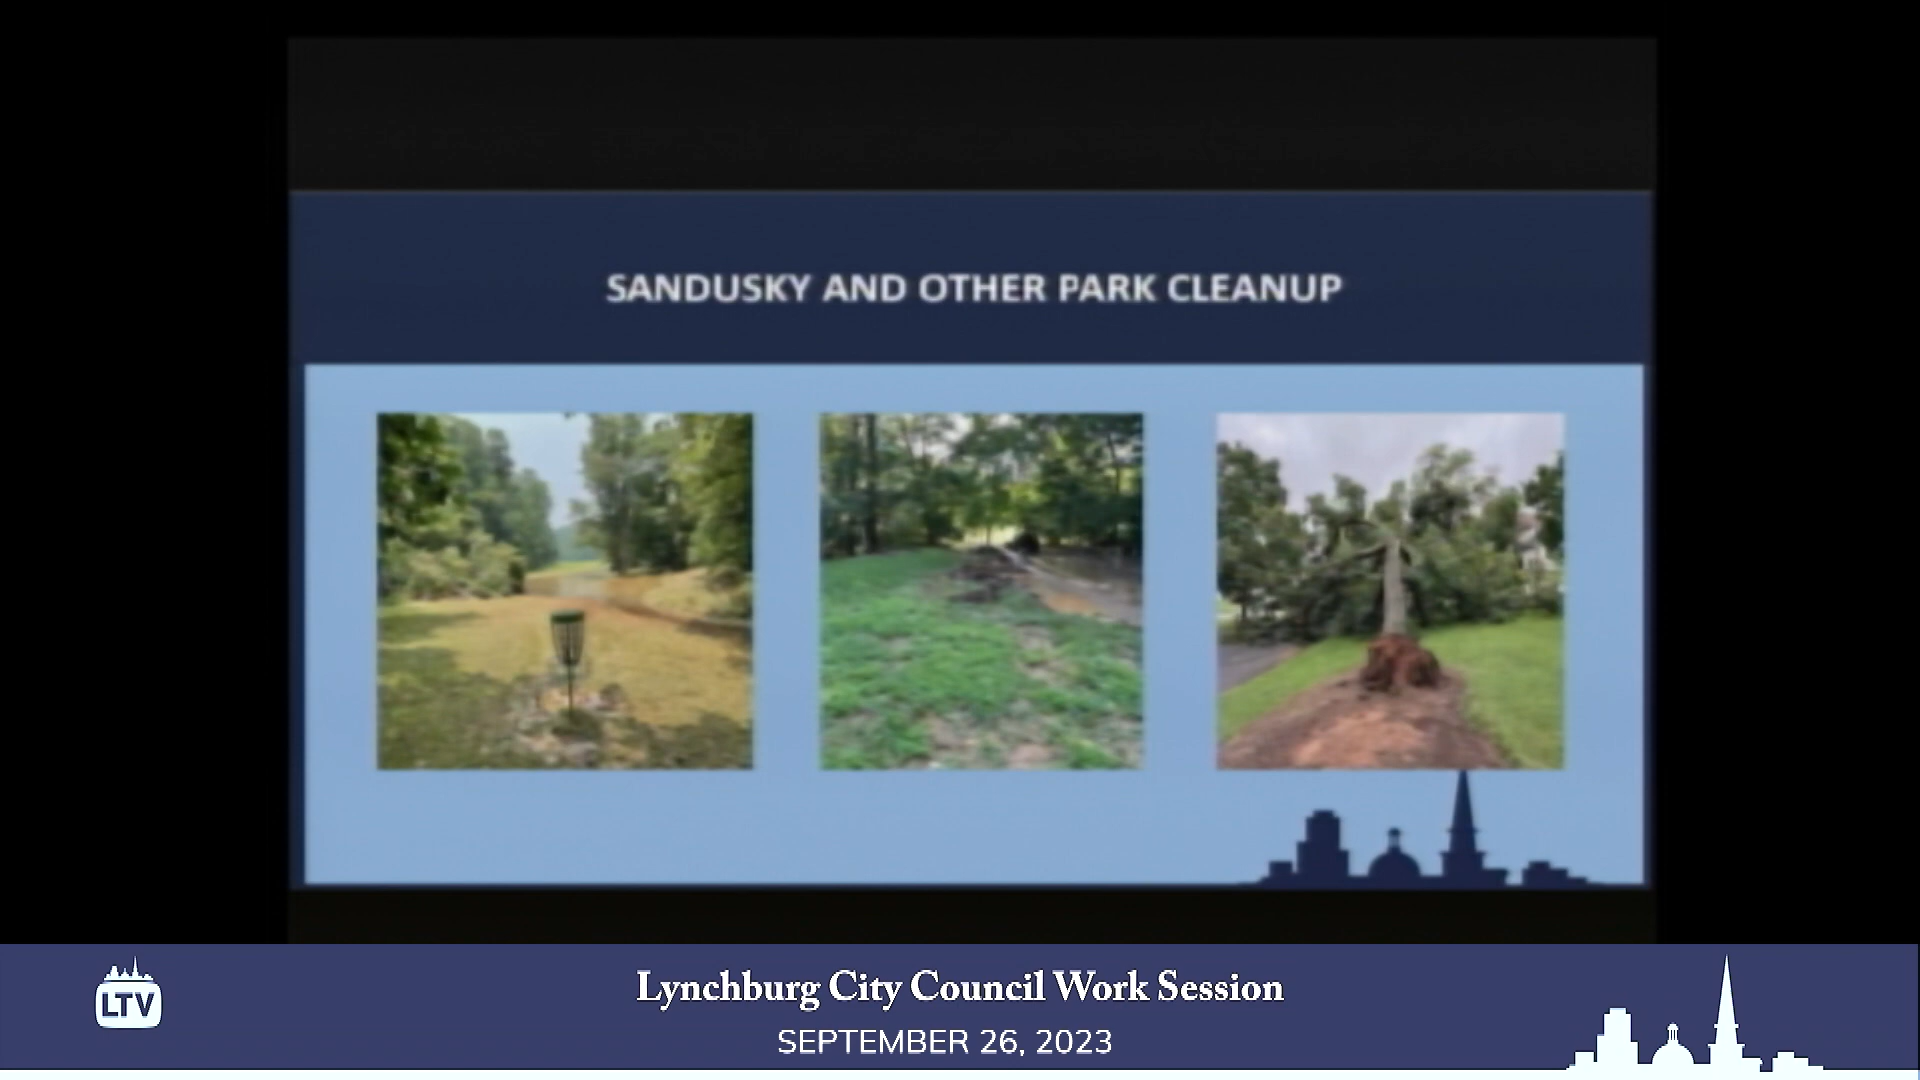 SANDUSKY AND OTHER PARK CLEANUP
LTV
Lynchburg City Council Work Session
SEPTEMBER 26, 2023